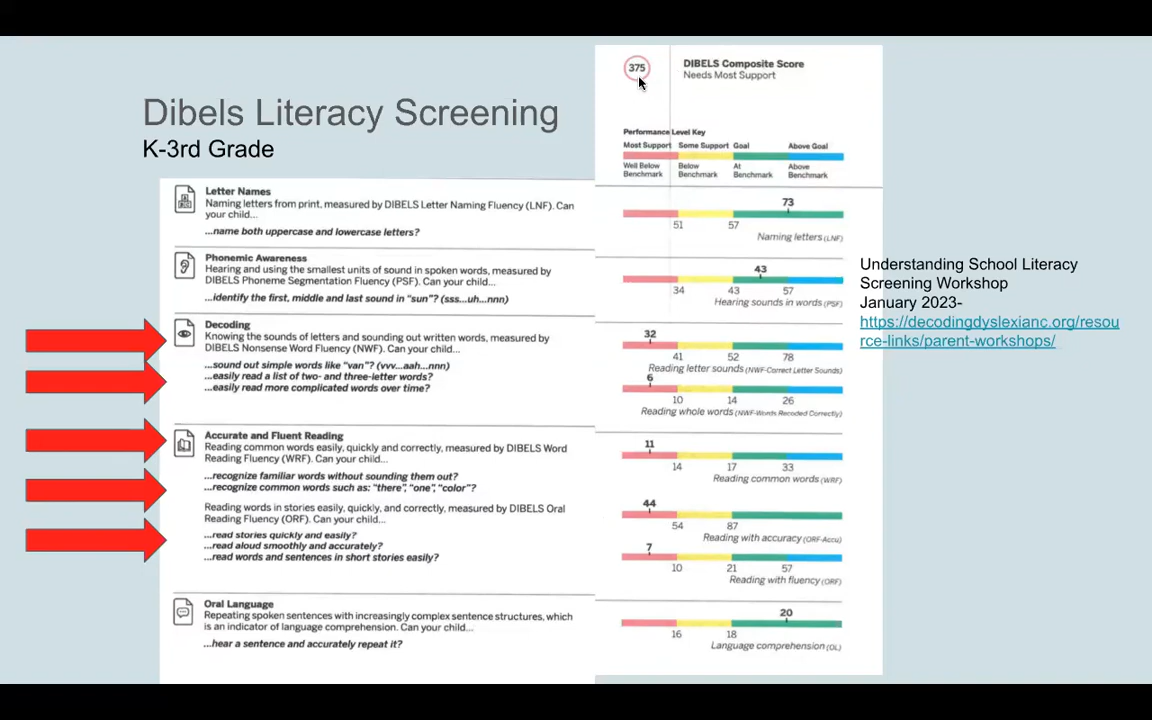 Dibels Literacy Screening
K-3rd Grade
375
DIBELS Composite Score
Needs Most Support
Performance Level Key
Most Support Some Support Goal Above Goal
Well Below Benchmark
Below Benchmark
At Benchmark
Above Benchmark
Letter Names
Naming letters from print, measured by DIBELS Letter Naming Fluency (LNF). Can
your child...
...name both uppercase and lowercase letters?
73
51 57
Naming letters (LNF)
Phonemic Awareness
Hearing and using the smallest units of sound in spoken words, measured by
DIBELS Phoneme Segmentation Fluency (PSF). Can your child...
...identify the first, middle and last sound in "sun"? (sss...uh...nnn)
43
34 43 57
Hearing sounds in words (PSF)
Decoding
Knowing the sounds of letters and sounding out written words, measured by
DIBELS Nonsense Word Fluency (NWF). Can your child...
...sound out simple words like "van"? (vvv...aah...nnn)
...easily read a list of two- and three-letter words?
...easily read more complicated words over time?
32
41 52 78
Reading letter sounds (NWF-Correct Letter Sounds)
6
10 14 26
Reading whole words (NWF-Words Recoded Correctly)
Accurate and Fluent Reading
Reading common words easily, quickly and correctly, measured by DIBELS Word
Reading Fluency (WRF). Can your child...
...recognize familiar words without sounding them out?
...recognize common words such as: "there", "one", "color"?
Reading words in stories easily, quickly, and correctly, measured by DIBELS Oral
Reading Fluency (ORF). Can your child...
...read stories quickly and easily?
...read aloud smoothly and accurately?
...read words and sentences in short stories easily?
11
14 17 33
Reading common words (WRF)
44
54 87
Reading with accuracy (ORF-Accu)
7
10 21 57
Reading with fluency (ORF)
Oral Language
Repeating spoken sentences with increasingly complex sentence structures, which
is an indicator of language comprehension. Can your child...
...hear a sentence and accurately repeat it?
20
16 18
Language comprehension (OL)
Understanding School Literacy
Screening Workshop
January 2023-
https://decodingdyslexianc.org/resou
rce-links/parent-workshops/